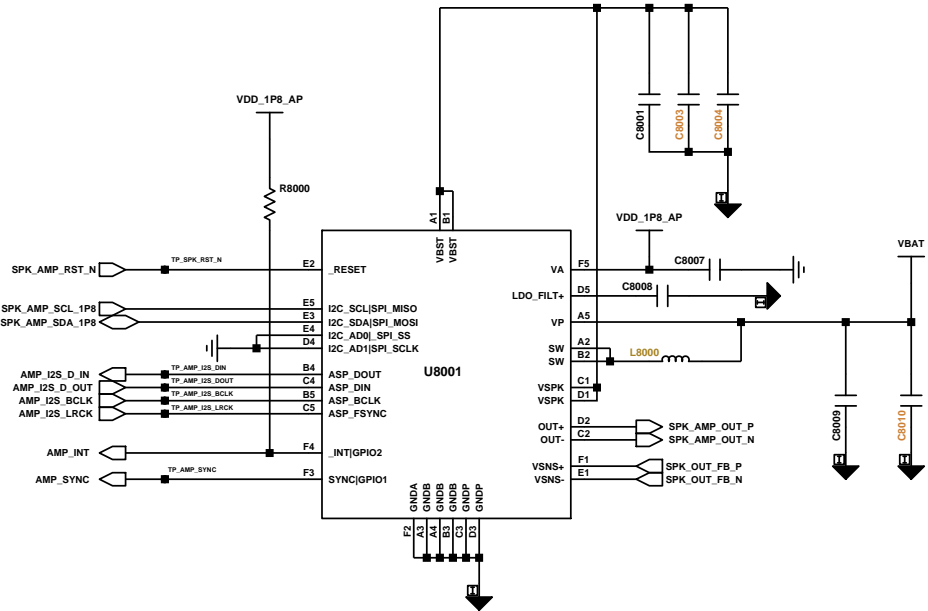 C8001
C8003
C8004
VDD_1P8_AP
R8000
A1
B1
VBST
VBST
VDD_1P8_AP
VBAT
SPK_AMP_RST_N
TP_SPK_RST_N
E2
_RESET
VA
F5
C8007
LDO_FILT+
D5
C8008
SPK_AMP_SCL_1P8
E5
I2C_SCL|SPI_MISO
VP
A5
SPK_AMP_SDA_1P8
E3
I2C_SDA|SPI_MOSI
E4
I2C_AD0|_SPI_SS
D4
I2C_AD1|SPI_SCLK
SW
A2
SW
B2
L8000
U8001
AMP_I2S_D_IN
TP_AMP_I2S_DIN
B4
ASP_DOUT
AMP_I2S_D_OUT
TP_AMP_I2S_DOUT
C4
ASP_DIN
VSPK
C1
AMP_I2S_BCLK
TP_AMP_I2S_BCLK
B5
ASP_BCLK
VSPK
D1
AMP_I2S_LRCK
TP_AMP_I2S_LRCK
C5
ASP_FSYNC
OUT+
D2
SPK_AMP_OUT_P
OUT-
C2
SPK_AMP_OUT_N
C8009
C8010
AMP_INT
F4
_INT|GPIO2
VSNS+
F1
SPK_OUT_FB_P
AMP_SYNC
TP_AMP_SYNC
F3
SYNC|GPIO1
VSNS-
E1
SPK_OUT_FB_N
GNDA
GNDB
GNDB
GNDB
GNDP
GNDP
F2
A3
A4
B3
C3
D3